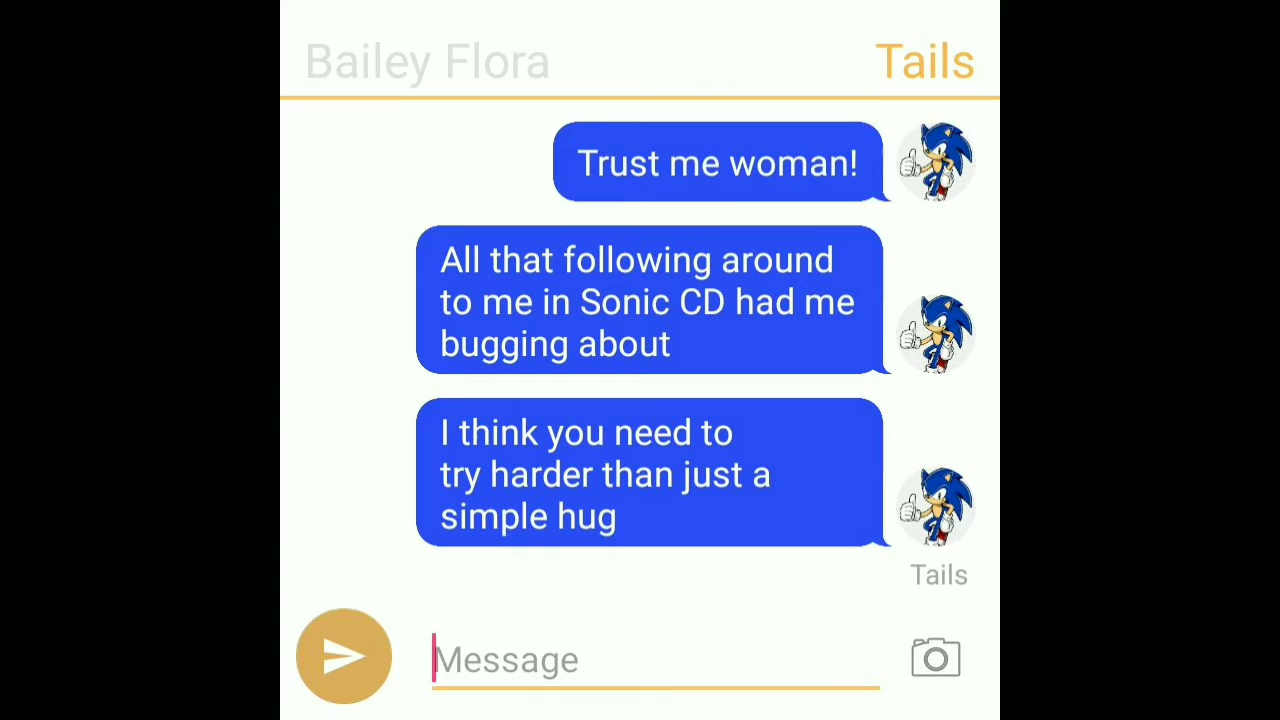 Bailey Flora Tails
Trust me woman!
All that following around
to me in Sonic CD had me
bugging about
I think you need to
try harder than just a
simple hug
Tails
Message